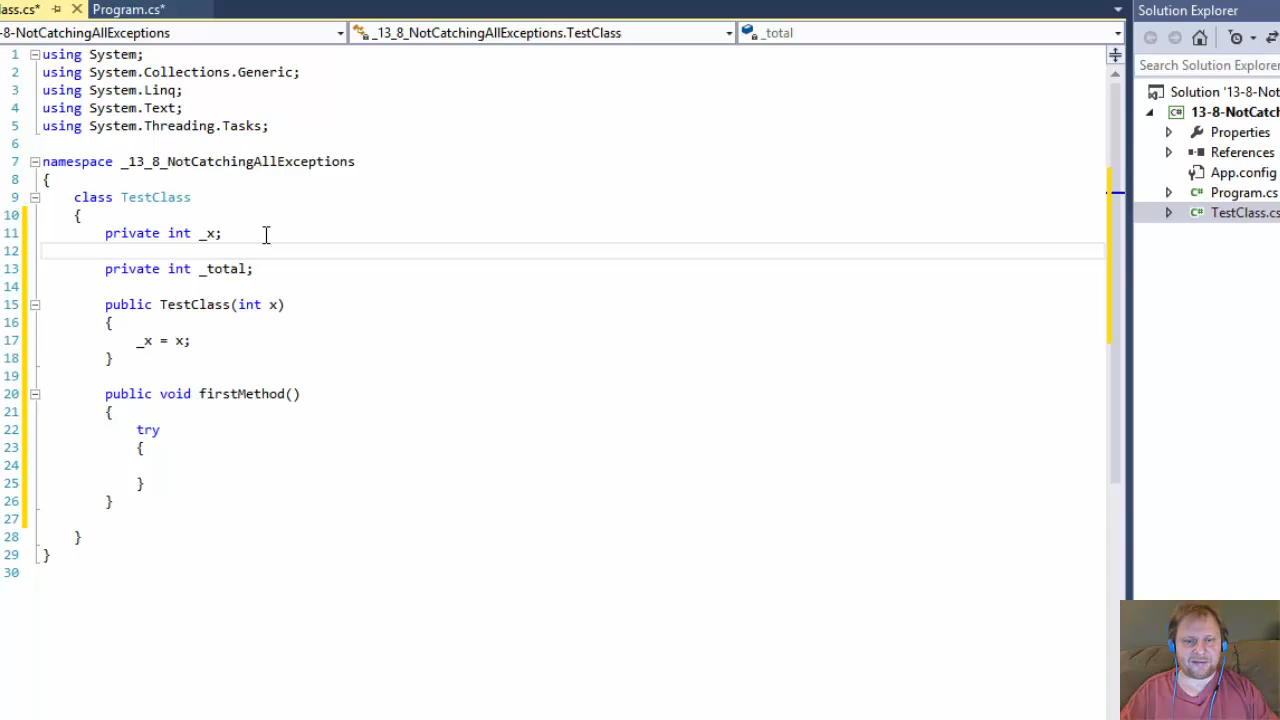 ass.cs*
Program.cs*
-8-NotCatchingAllExceptions
_13_8_NotCatchingAllExceptions.TestClass
_total
1 using System;
2 using System.Collections.Generic;
3 using System.Linq;
4 using System.Text;
5 using System.Threading.Tasks;
6
7 namespace _13_8_NotCatchingAllExceptions
8 {
9 class TestClass
10 {
11 private int _x;
12
13 private int _total;
14
15 public TestClass(int x)
16 {
17 _x = x;
18 }
19
20 public void firstMethod()
21 {
22 try
23 {
24
25 }
26 }
27
28 }
29 }
30
Solution Explorer
Search Solution Explorer
Solution '13-8-Not
13-8-NotCatch
Properties
References
App.config
Program.cs
TestClass.cs